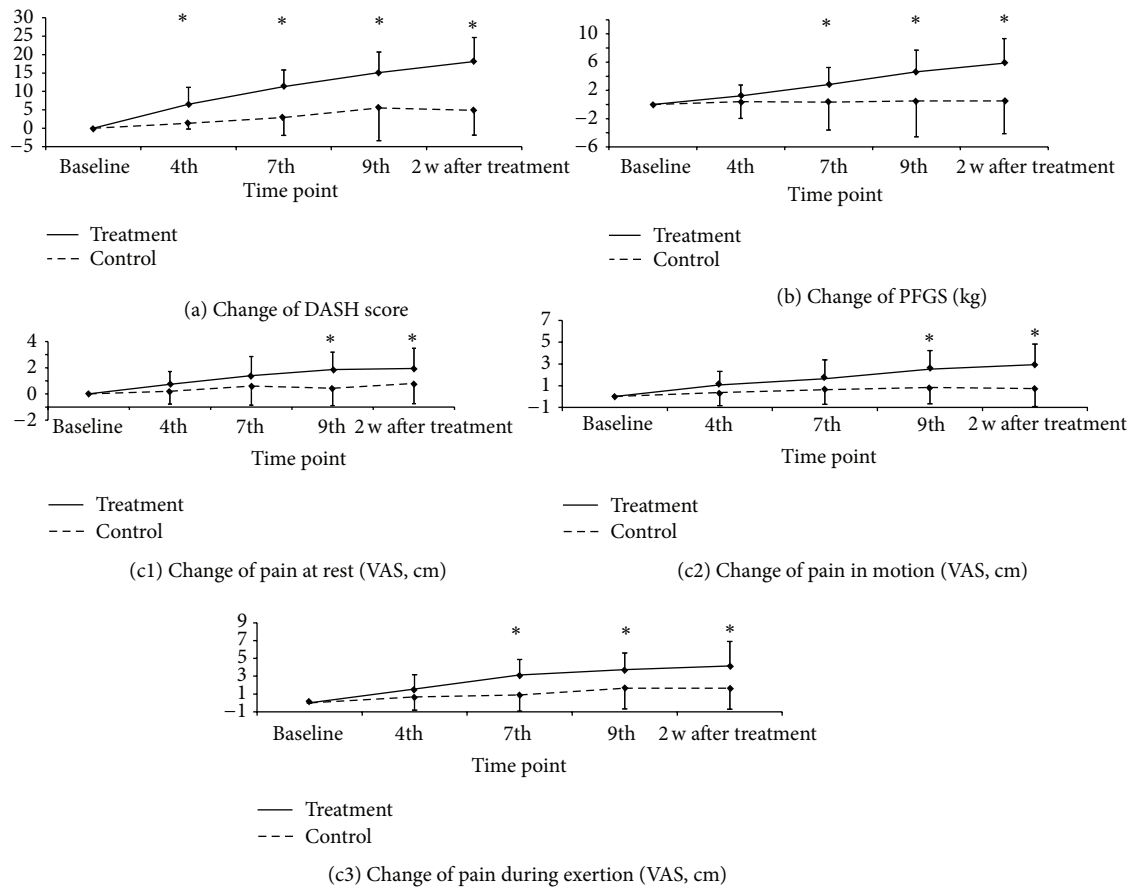 * * * *
30
25
20
15
10
5
0
−5
Baseline 4th 7th 9th 2 w after treatment
Time point
Treatment
Control
(a) Change of DASH score
* * *
10
6
2
−2
−6
Baseline 4th 7th 9th 2 w after treatment
Time point
Treatment
Control
(b) Change of PFGS (kg)
* *
4
2
0
−2
Baseline 4th 7th 9th 2 w after treatment
Time point
Treatment
Control
(c1) Change of pain at rest (VAS, cm)
* *
7
5
3
1
−1
Baseline 4th 7th 9th 2 w after treatment
Time point
Treatment
Control
(c2) Change of pain in motion (VAS, cm)
* * *
9
7
5
3
1
−1
Baseline 4th 7th 9th 2 w after treatment
Time point
Treatment
Control
(c3) Change of pain during exertion (VAS, cm)